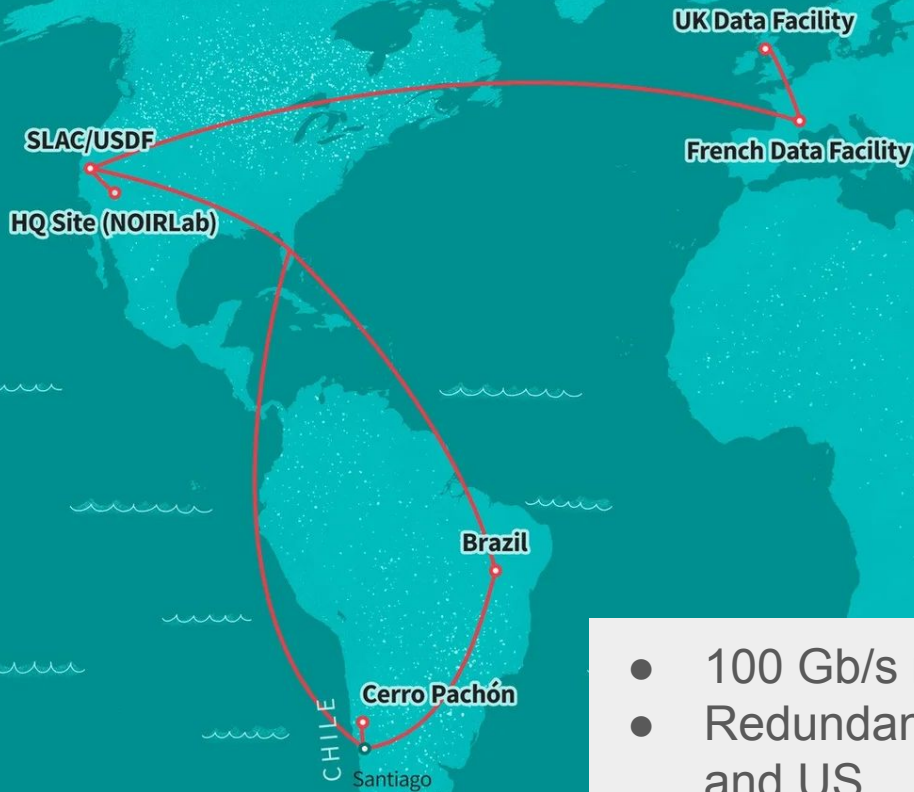 UK Data Facility
SLAC/USDF
French Data Facility
HQ Site (NOIRLab)
Brazil
Cerro Pachón
CHILE
Santiago
● 100 Gb/s
● Redundan
and US